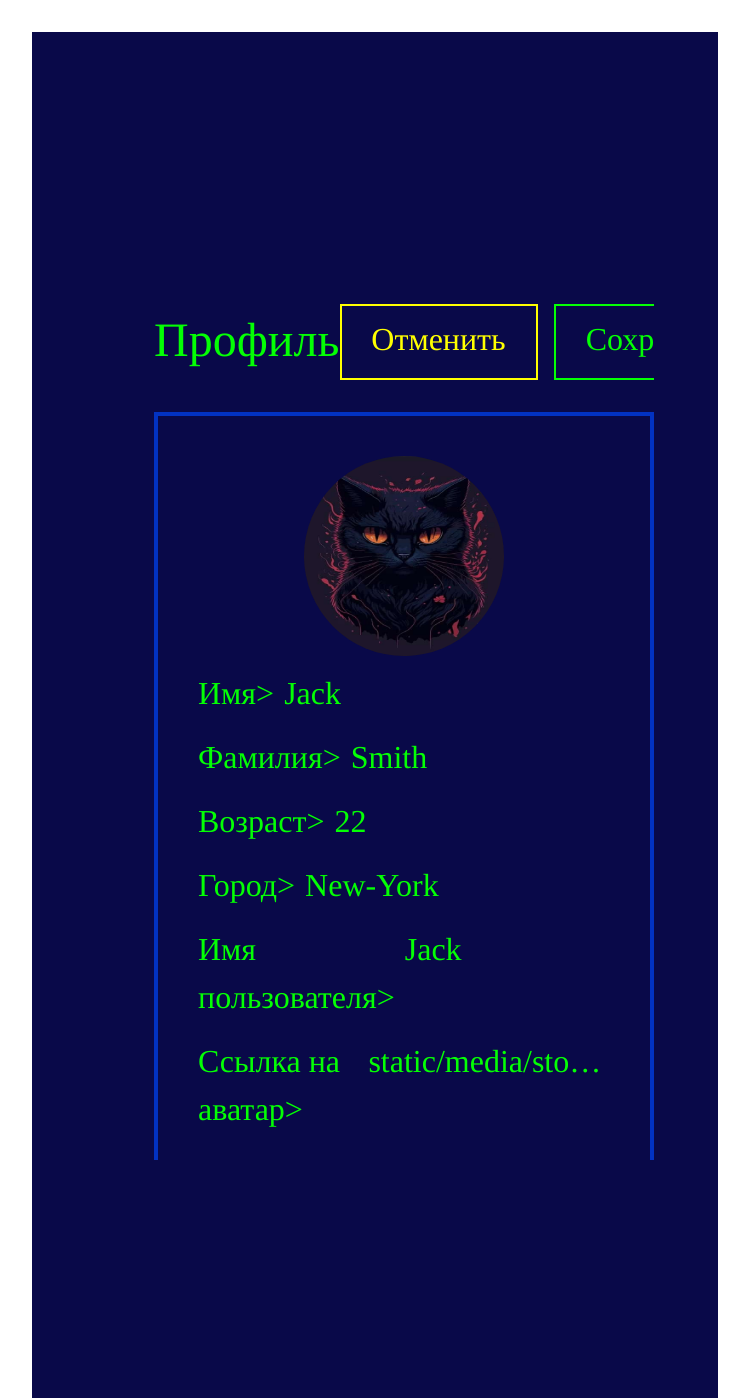 Профиль Отменить Сохр
Имя> Jack
Фамилия> Smith
Возраст> 22
Город> New-York
Имя Jack
пользователя>
Ссылка на static/media/sto…
аватар>